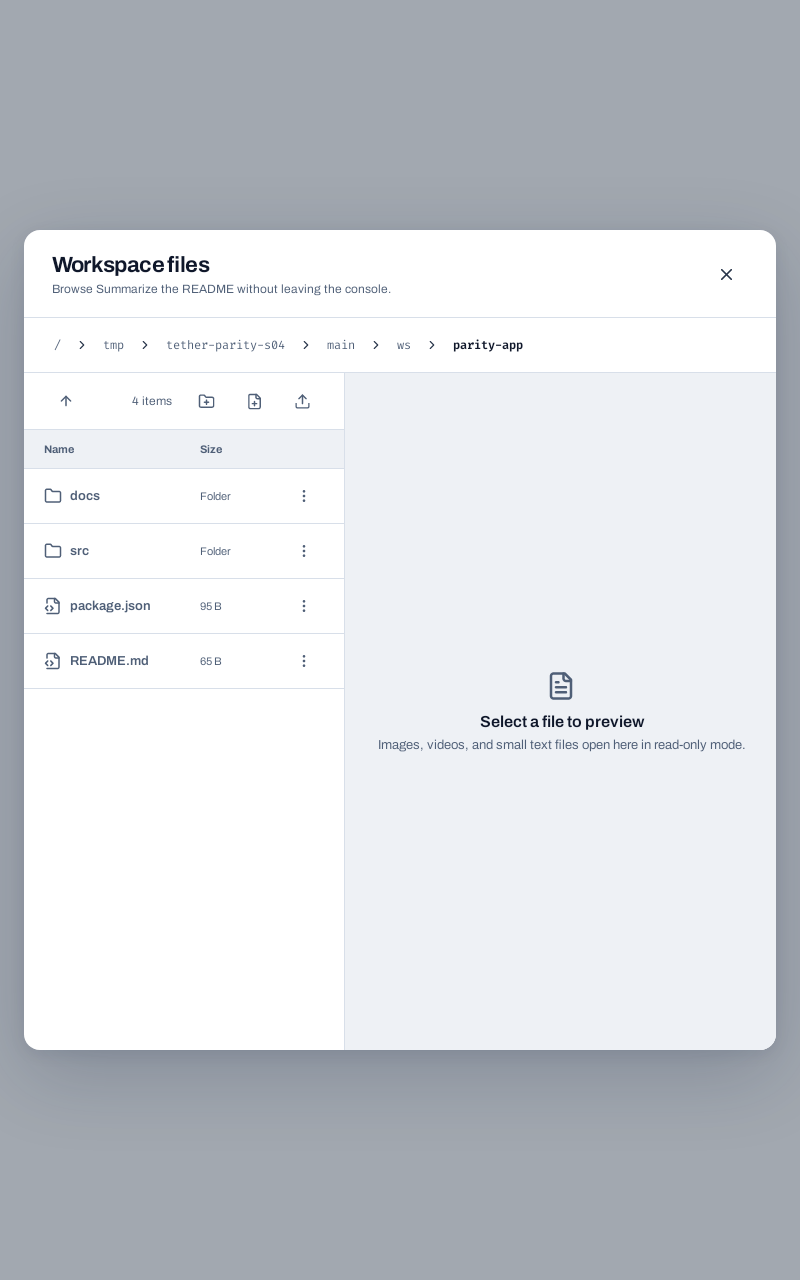 Workspace files
Browse Summarize the README without leaving the console.
/ tmp tether-parity-s04 main ws parity-app
4 items
Name Size
docs Folder
src Folder
package.json 95 B
README.md 65 B
Select a file to preview
Images, videos, and small text files open here in read-only mode.